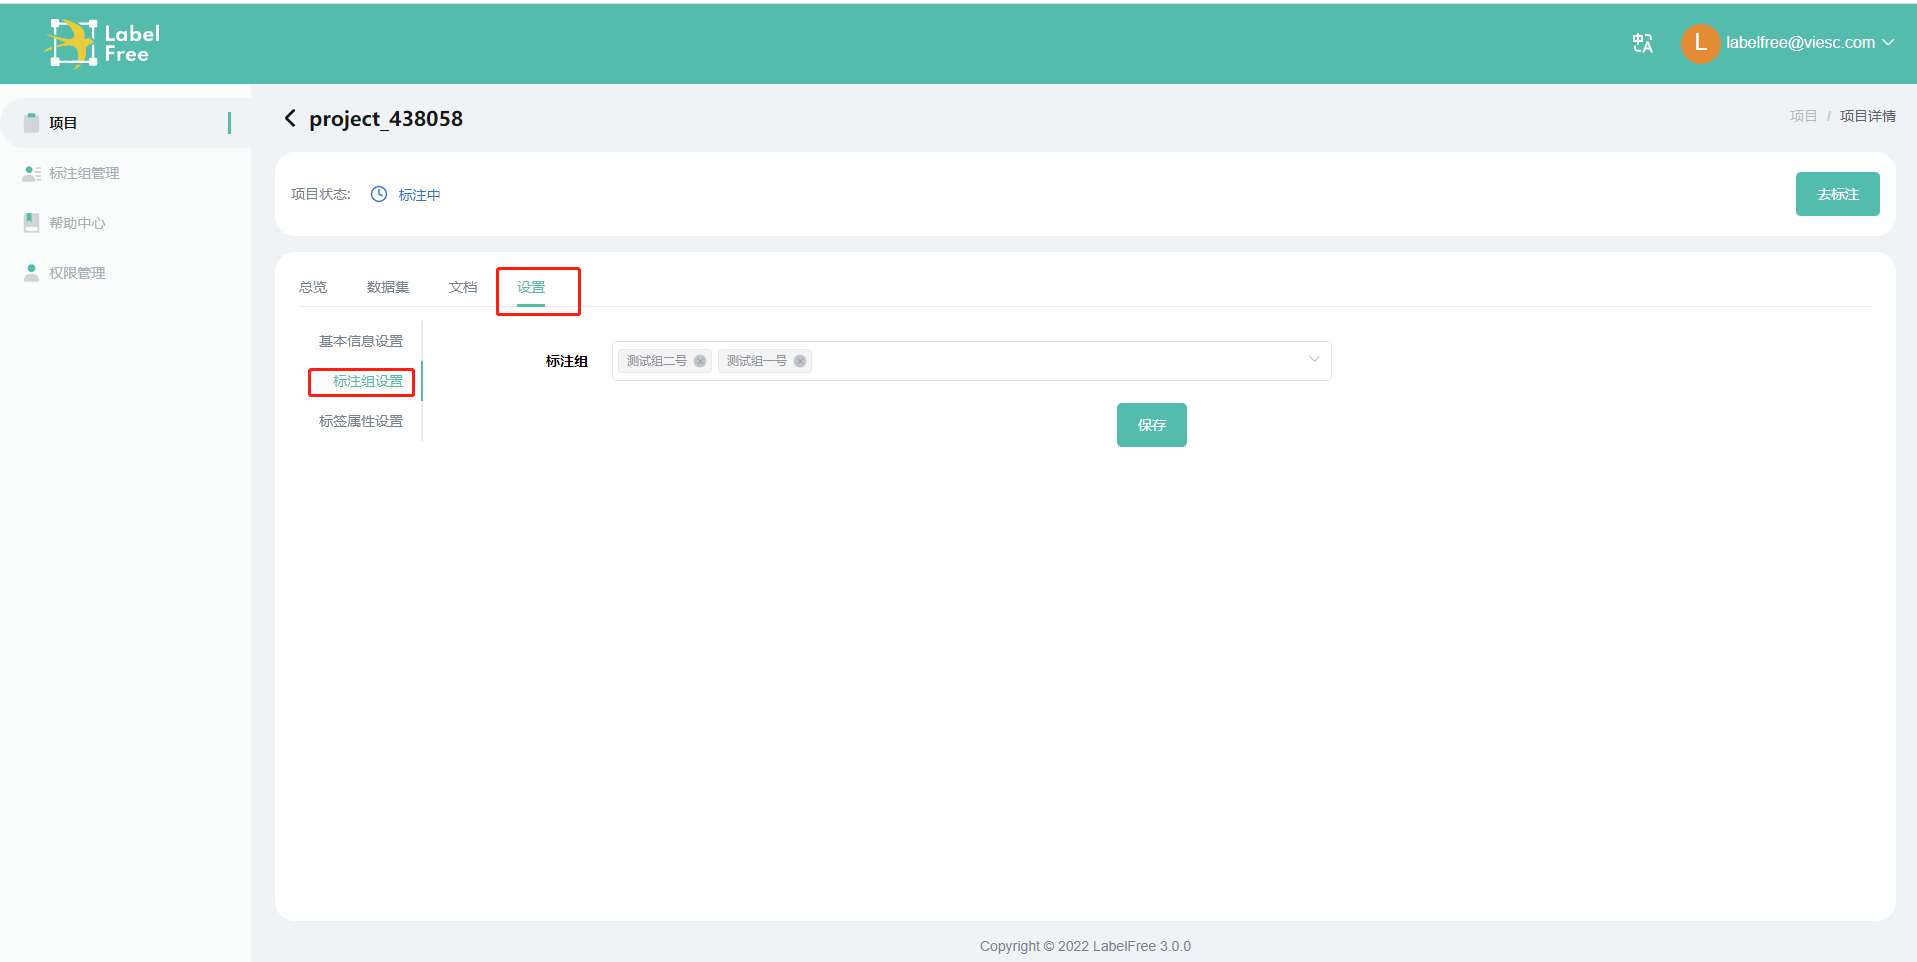 Label
Free
L labelfree@viesc.com
项目
标注组管理
帮助中心
权限管理
project_438058
项目 / 项目详情
项目状态: 标注中
去标注
总览 数据集 文档 设置
基本信息设置
标注组设置
标签属性设置
标注组 测试组二号 测试组一号
保存
Copyright © 2022 LabelFree 3.0.0